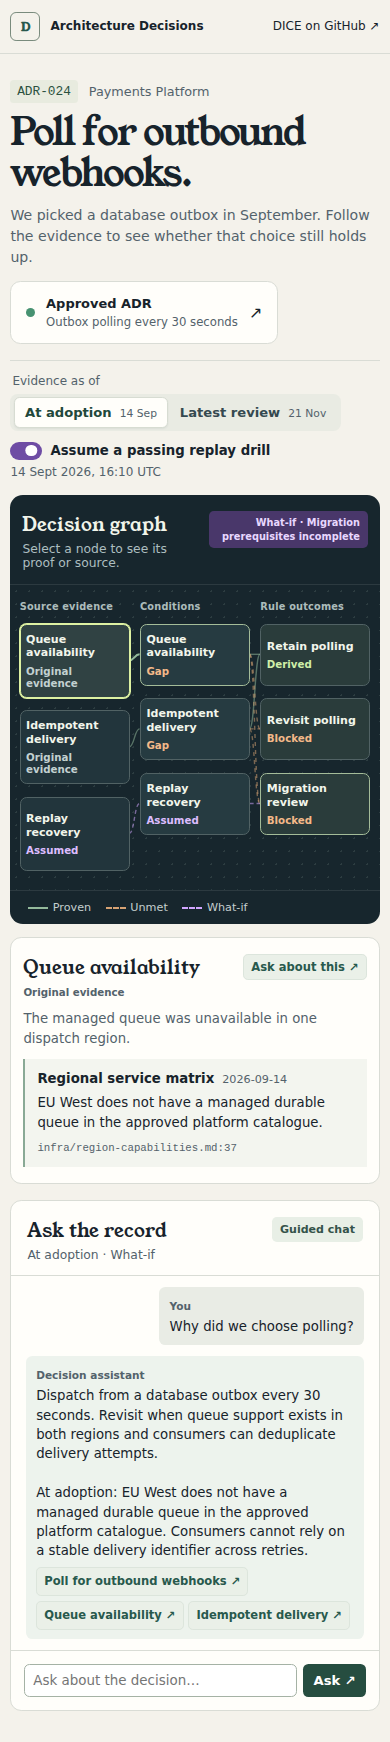 D Architecture Decisions DICE on GitHub ↗
ADR-024 Payments Platform
Poll for outbound
webhooks.
We picked a database outbox in September. Follow
the evidence to see whether that choice still holds
up.
Approved ADR
Outbox polling every 30 seconds ↗
Evidence as of
At adoption 14 Sep Latest review 21 Nov
Assume a passing replay drill
14 Sept 2026, 16:10 UTC
Decision graph
Select a node to see its
proof or source.
What-if · Migration
prerequisites incomplete
Source evidence Conditions Rule outcomes
Queue
availability
Original
evidence
Idempotent
delivery
Original
evidence
Replay
recovery
Assumed
Queue
availability
Gap
Idempotent
delivery
Gap
Replay
recovery
Assumed
Retain polling
Derived
Revisit polling
Blocked
Migration
review
Blocked
Proven Unmet What-if
Queue availability Ask about this ↗
Original evidence
The managed queue was unavailable in one
dispatch region.
Regional service matrix 2026-09-14
EU West does not have a managed durable
queue in the approved platform catalogue.
infra/region-capabilities.md:37
Ask the record Guided chat
At adoption · What-if
You
Why did we choose polling?
Decision assistant
Dispatch from a database outbox every 30
seconds. Revisit when queue support exists in
both regions and consumers can deduplicate
delivery attempts.
At adoption: EU West does not have a
managed durable queue in the approved
platform catalogue. Consumers cannot rely on
a stable delivery identifier across retries.
Poll for outbound webhooks ↗
Queue availability ↗ Idempotent delivery ↗
Ask about the decision... Ask ↗